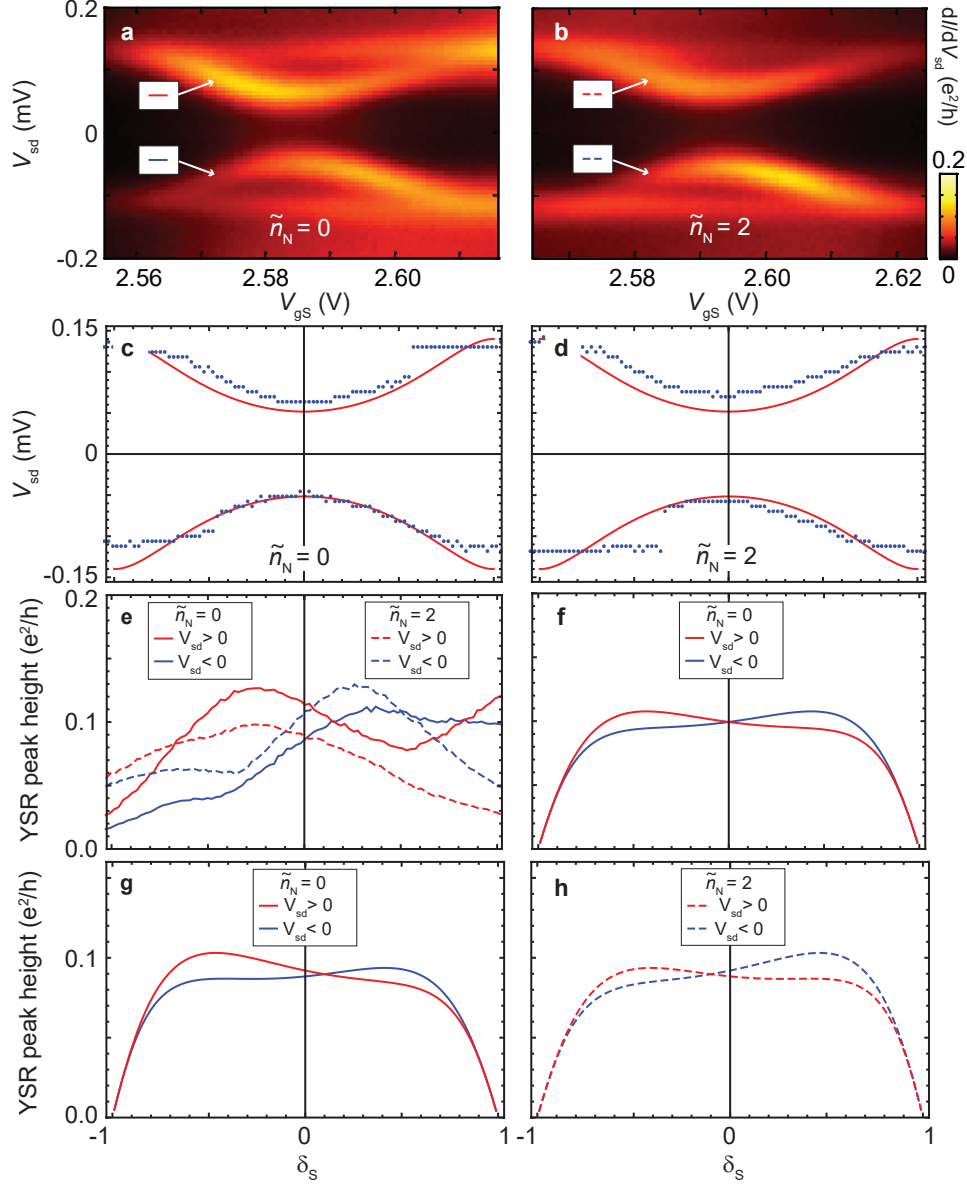 a
b
0.2
0.1
0
-0.2
V_sd (mV)
ñ_N = 0
ñ_N = 2
dI/dV_sd (e²/h)
0.2
0
2.56
2.58
2.60
2.58
2.60
2.62
V_gS (V)
V_gS (V)
c
d
0.15
0
-0.15
V_sd (mV)
ñ_N = 0
ñ_N = 2
e
ñ_N = 0
V_sd > 0
V_sd < 0
ñ_N = 2
V_sd > 0
V_sd < 0
0.2
0.1
0.0
YSR peak height (e²/h)
f
ñ_N = 0
V_sd > 0
V_sd < 0
g
ñ_N = 0
V_sd > 0
V_sd < 0
0.1
0.0
YSR peak height (e²/h)
-1
0
1
δ_S
h
ñ_N = 2
V_sd > 0
V_sd < 0
-1
0
1
δ_S